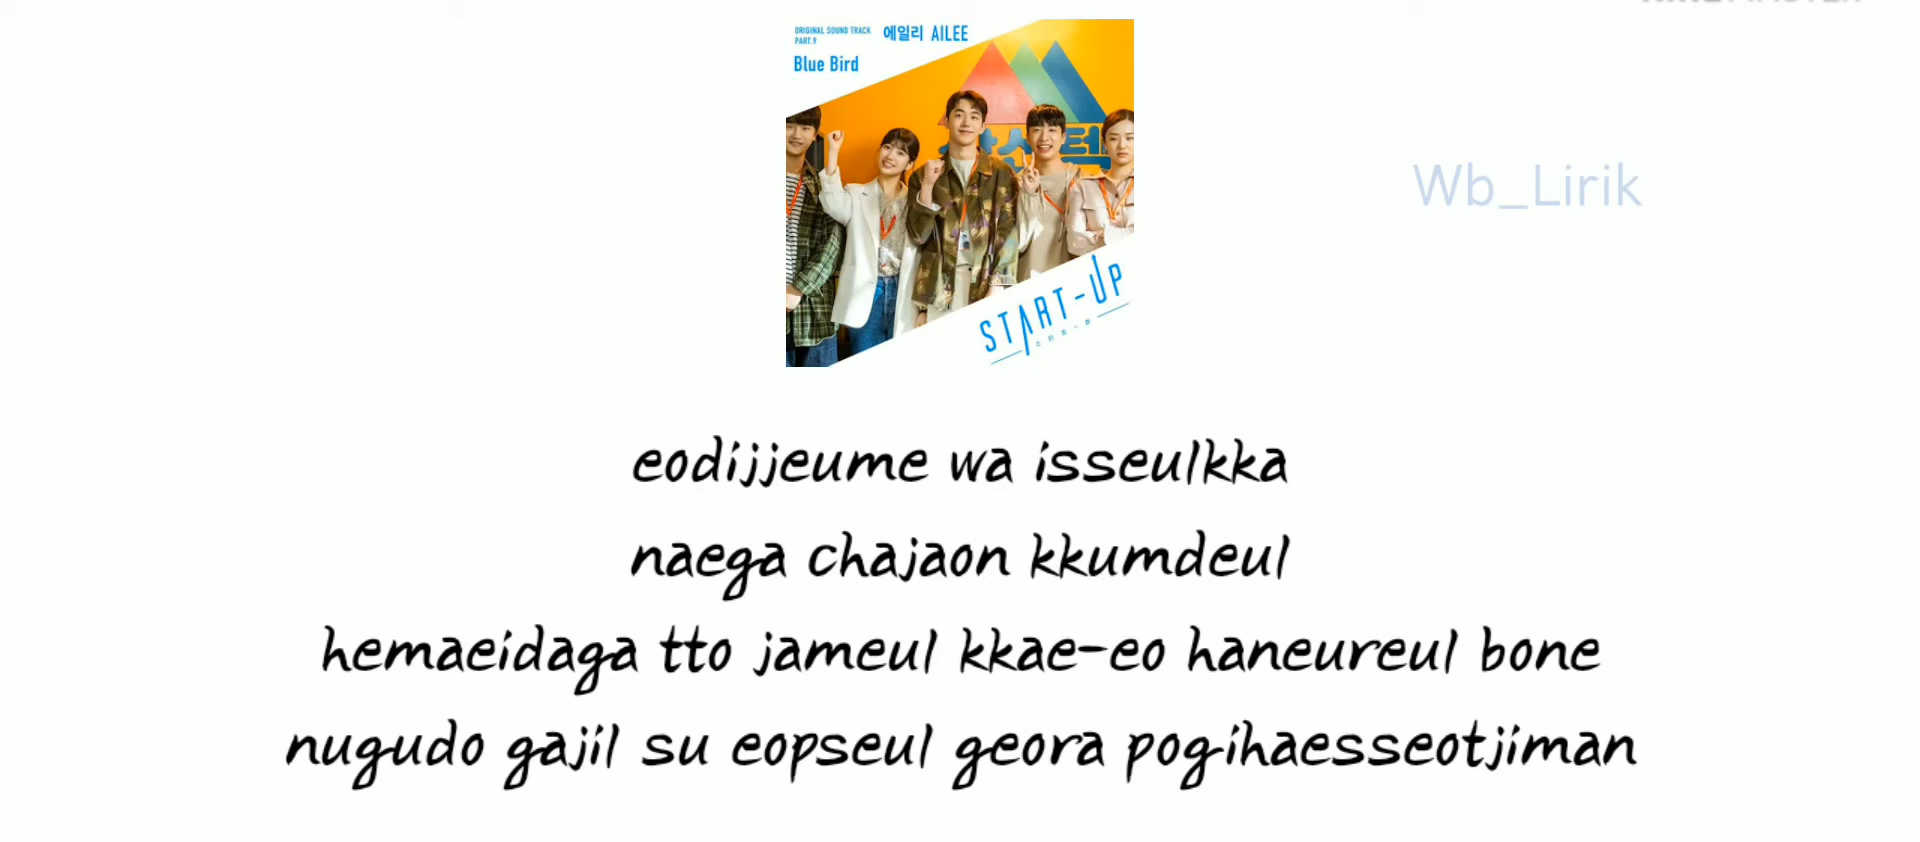 ORIGINAL SOUND TRACK
PART.9
에일리 AILEE
Blue Bird
START-UP
Wb_Lirik
eodijjeume wa isseulkka
naega chajaon kkumdeul
hemaeidaga tto jameul kkae-eo haneureul bone
nugudo gajil su eopseul geora pogihaesseotjiman